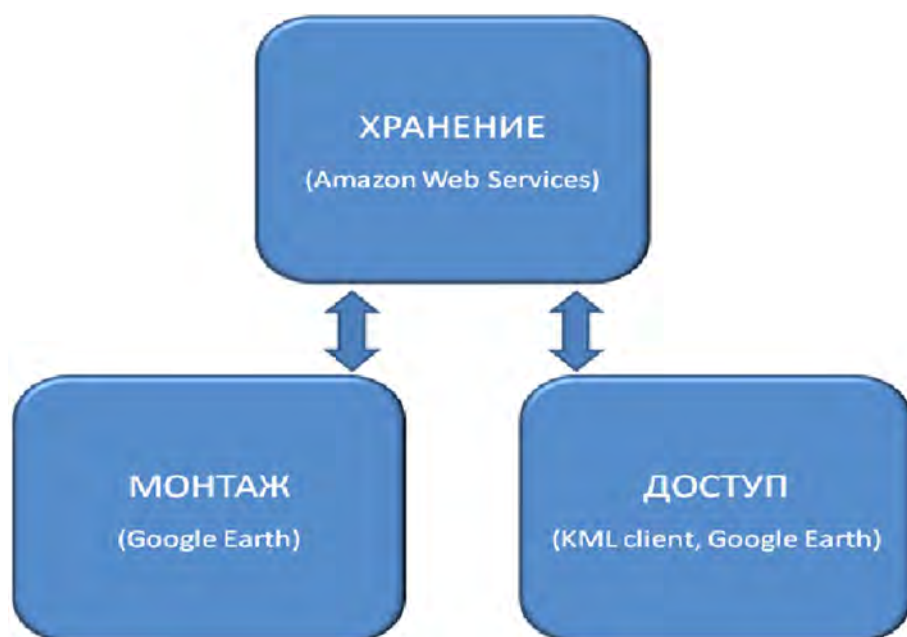 ХРАНЕНИЕ
(Amazon Web Services)
МОНТАЖ
(Google Earth)
ДОСТУП
(KML client, Google Earth)